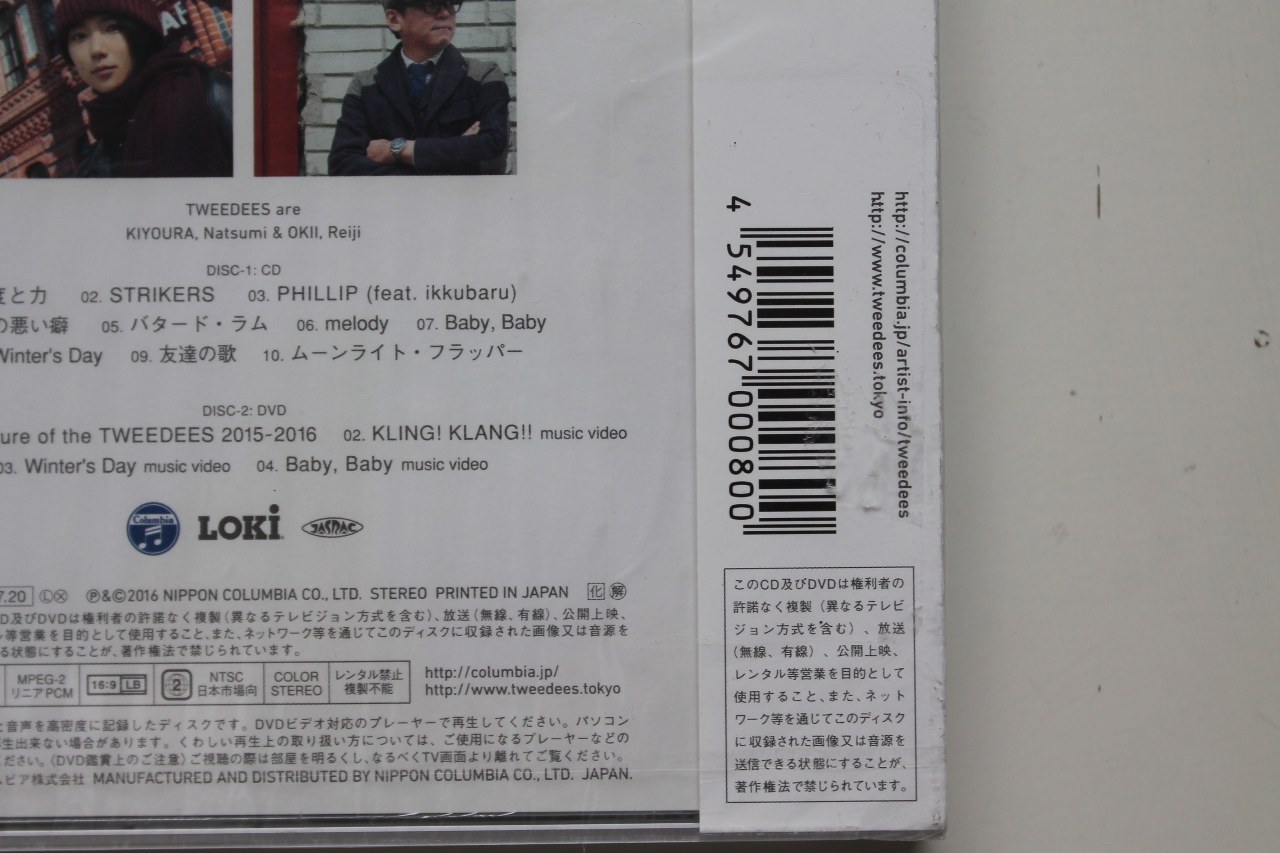 AF
TWEEDEES are
KIYOURA, Natsumi & OKII, Reiji
DISC-1: CD
度と力 02. STRIKERS 03. PHILLIP (feat. ikkubaru)
の悪い癖 05. バタード・ラム 06. melody 07. Baby, Baby
Winter's Day 09. 友達の歌 10. ムーンライト・フラッパー
DISC-2: DVD
ure of the TWEEDEES 2015-2016 02. KLING! KLANG!! music video
03. Winter's Day music video 04. Baby, Baby music video
Columbia LOKI JASRAC
7.20 ⓁⓍ Ⓟ&©2016 NIPPON COLUMBIA CO., LTD. STEREO PRINTED IN JAPAN 化 解
D及びDVDは権利者の許諾なく複製(異なるテレビジョン方式を含む)、放送(無線、有線)、公開上映、
ル等営業を目的として使用すること、また、ネットワーク等を通じてこのディスクに収録された画像又は音源を
る状態にすることが、著作権法で禁じられています。
MPEG-2
リニアPCM
16:9 LB
2
NTSC
日本市場向
COLOR
STEREO
レンタル禁止
複製不能
http://columbia.jp/
http://www.tweedees.tokyo
と音声を高密度に記録したディスクです。DVDビデオ対応のプレーヤーで再生してください。パソコン
生出来ない場合があります。くわしい再生上の取り扱い方については、ご使用になるプレーヤーなどの
ださい。〈DVD鑑賞上のご注意〉ご視聴の際は部屋を明るくし、なるべくTV画面より離れてご覧ください。
ムビア株式会社 MANUFACTURED AND DISTRIBUTED BY NIPPON COLUMBIA CO., LTD. JAPAN.
http://columbia.jp/artist-info/tweedees
http://www.tweedees.tokyo
4 549767 000800
このCD及びDVDは権利者の
許諾なく複製(異なるテレビ
ジョン方式を含む)、放送
(無線、有線)、公開上映、
レンタル等営業を目的として
使用すること、また、ネット
ワーク等を通じてこのディスク
に収録された画像又は音源を
送信できる状態にすることが、
著作権法で禁じられています。